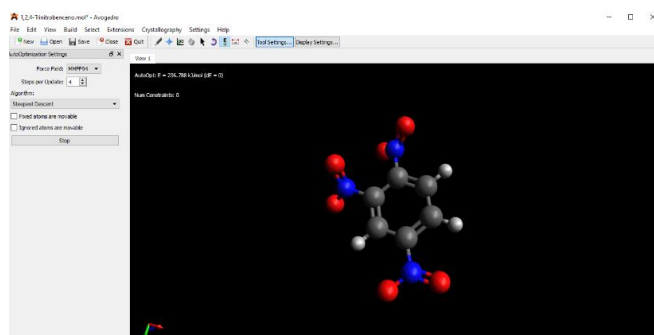 1,2,4-Trinitrobenceno.mol* - Avogadro
File Edit View Build Select Extensions Crystallography Settings Help
New Open Save Close Quit Tool Settings... Display Settings...
AutoOptimization Settings
View 1
Force Field: MMFF94
Steps per Update: 4
Algorithm:
Steepest Descent
Fixed atoms are movable
Ignored atoms are movable
Stop
AutoOpt: E = 236.788 kJ/mol (dE = 0)
Num Constraints: 0